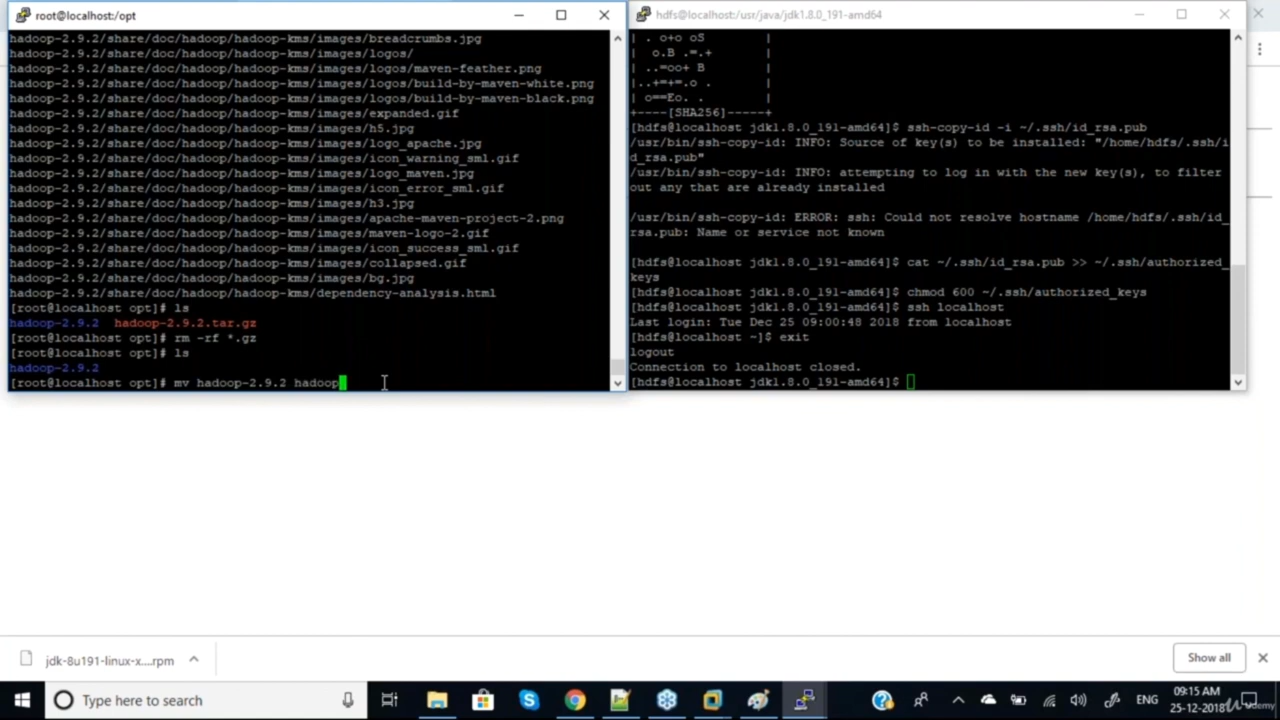 root@localhost:/opt
hadoop-2.9.2/share/doc/hadoop/hadoop-kms/images/breadcrumbs.jpg
hadoop-2.9.2/share/doc/hadoop/hadoop-kms/images/logos/
hadoop-2.9.2/share/doc/hadoop/hadoop-kms/images/logos/maven-feather.png
hadoop-2.9.2/share/doc/hadoop/hadoop-kms/images/logos/build-by-maven-white.png
hadoop-2.9.2/share/doc/hadoop/hadoop-kms/images/logos/build-by-maven-black.png
hadoop-2.9.2/share/doc/hadoop/hadoop-kms/images/expanded.gif
hadoop-2.9.2/share/doc/hadoop/hadoop-kms/images/h5.jpg
hadoop-2.9.2/share/doc/hadoop/hadoop-kms/images/logo_apache.jpg
hadoop-2.9.2/share/doc/hadoop/hadoop-kms/images/icon_warning_sml.gif
hadoop-2.9.2/share/doc/hadoop/hadoop-kms/images/logo_maven.jpg
hadoop-2.9.2/share/doc/hadoop/hadoop-kms/images/icon_error_sml.gif
hadoop-2.9.2/share/doc/hadoop/hadoop-kms/images/h3.jpg
hadoop-2.9.2/share/doc/hadoop/hadoop-kms/images/apache-maven-project-2.png
hadoop-2.9.2/share/doc/hadoop/hadoop-kms/images/maven-logo-2.gif
hadoop-2.9.2/share/doc/hadoop/hadoop-kms/images/icon_success_sml.gif
hadoop-2.9.2/share/doc/hadoop/hadoop-kms/images/collapsed.gif
hadoop-2.9.2/share/doc/hadoop/hadoop-kms/images/bg.jpg
hadoop-2.9.2/share/doc/hadoop/hadoop-kms/dependency-analysis.html
[root@localhost opt]# ls
hadoop-2.9.2  hadoop-2.9.2.tar.gz
[root@localhost opt]# rm -rf *.gz
[root@localhost opt]# ls
hadoop-2.9.2
[root@localhost opt]# mv hadoop-2.9.2 hadoop
hdfs@localhost:/usr/java/jdk1.8.0_191-amd64
| . o+o oS        |
|  o.B .=.+       |
| ..=oo+ B        |
|..+=+=.o .       |
| o==Eo. .        |
+----[SHA256]-----+
[hdfs@localhost jdk1.8.0_191-amd64]$ ssh-copy-id -i ~/.ssh/id_rsa.pub
/usr/bin/ssh-copy-id: INFO: Source of key(s) to be installed: "/home/hdfs/.ssh/i
d_rsa.pub"
/usr/bin/ssh-copy-id: INFO: attempting to log in with the new key(s), to filter
out any that are already installed
/usr/bin/ssh-copy-id: ERROR: ssh: Could not resolve hostname /home/hdfs/.ssh/id_
rsa.pub: Name or service not known
[hdfs@localhost jdk1.8.0_191-amd64]$ cat ~/.ssh/id_rsa.pub >> ~/.ssh/authorized_
keys
[hdfs@localhost jdk1.8.0_191-amd64]$ chmod 600 ~/.ssh/authorized_keys
[hdfs@localhost jdk1.8.0_191-amd64]$ ssh localhost
Last login: Tue Dec 25 09:00:48 2018 from localhost
[hdfs@localhost ~]$ exit
logout
Connection to localhost closed.
[hdfs@localhost jdk1.8.0_191-amd64]$
jdk-8u191-linux-x....rpm
Show all
Type here to search
ENG
09:15 AM
25-12-2018
Udemy